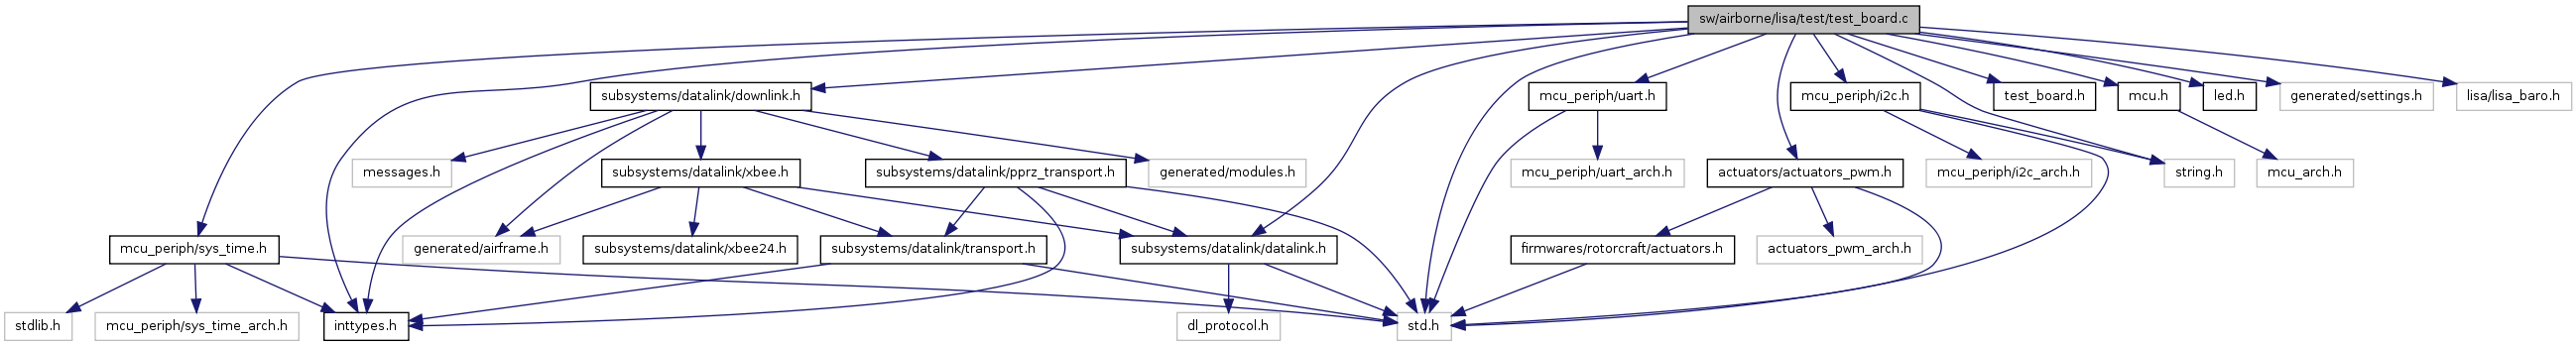 sw/airborne/lisa/test/test_board.c
subsystems/datalink/downlink.h
mcu_periph/uart.h
mcu_periph/i2c.h
test_board.h
mcu.h
led.h
generated/settings.h
lisa/lisa_baro.h
messages.h
subsystems/datalink/xbee.h
subsystems/datalink/pprz_transport.h
generated/modules.h
mcu_periph/uart_arch.h
actuators/actuators_pwm.h
mcu_periph/i2c_arch.h
string.h
mcu_arch.h
mcu_periph/sys_time.h
generated/airframe.h
subsystems/datalink/xbee24.h
subsystems/datalink/transport.h
subsystems/datalink/datalink.h
firmwares/rotorcraft/actuators.h
actuators_pwm_arch.h
stdlib.h
mcu_periph/sys_time_arch.h
inttypes.h
dl_protocol.h
std.h